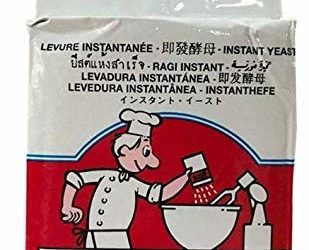 LEVURE INSTANTANÉE - 即發酵母 - INSTANT YEAST
ยีสต์แห้งสำเร็จ - RAGI INSTANT - خميرة فورية
LEVADURA INSTANTÁNEA - 即发酵母
LEVEDURA INSTANTÂNEA - INSTANTHEFE
インスタント・イースト